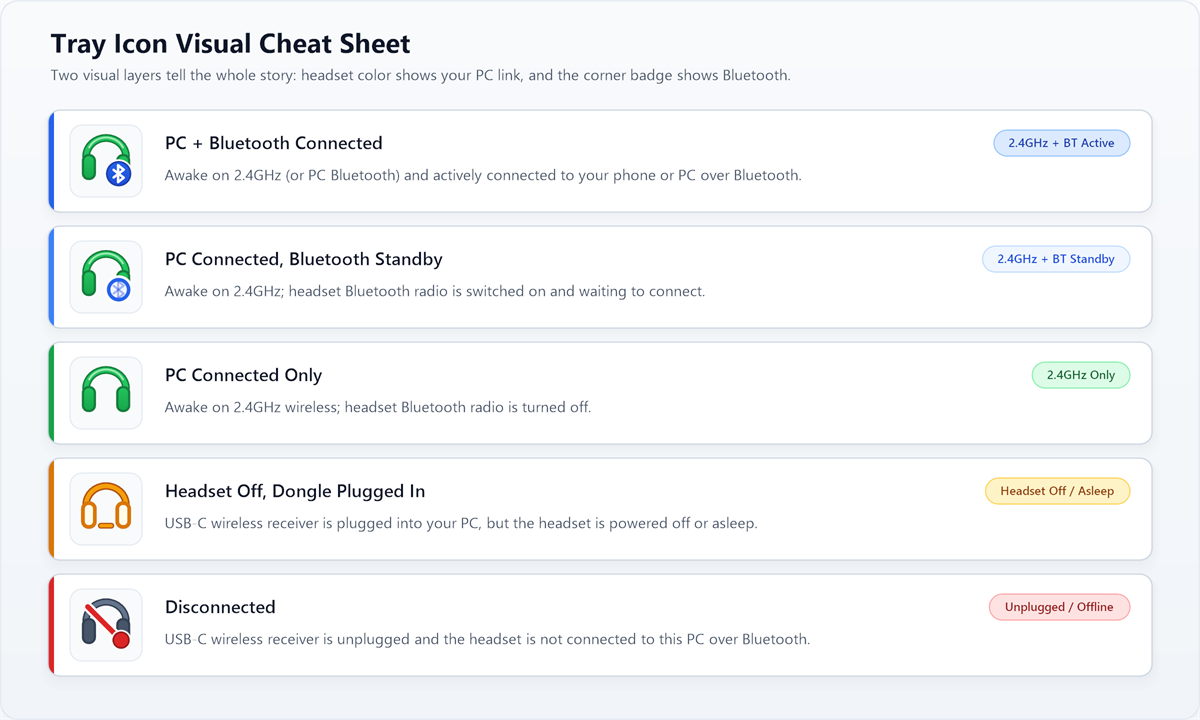 Tray Icon Visual Cheat Sheet
Two visual layers tell the whole story: headset color shows your PC link, and the corner badge shows Bluetooth.
PC + Bluetooth Connected
2.4GHz + BT Active
Awake on 2.4GHz (or PC Bluetooth) and actively connected to your phone or PC over Bluetooth.
PC Connected, Bluetooth Standby
2.4GHz + BT Standby
Awake on 2.4GHz; headset Bluetooth radio is switched on and waiting to connect.
PC Connected Only
2.4GHz Only
Awake on 2.4GHz wireless; headset Bluetooth radio is turned off.
Headset Off, Dongle Plugged In
Headset Off / Asleep
USB-C wireless receiver is plugged into your PC, but the headset is powered off or asleep.
Disconnected
Unplugged / Offline
USB-C wireless receiver is unplugged and the headset is not connected to this PC over Bluetooth.